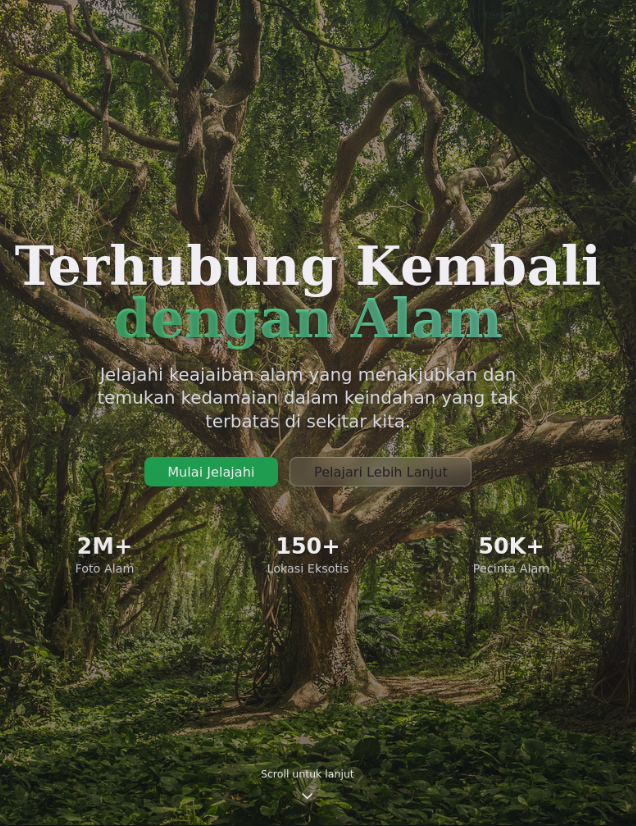 Terhubung Kembali
dengan Alam
Jelajahi keajaiban alam yang menakjubkan dan
temukan kedamaian dalam keindahan yang tak
terbatas di sekitar kita.
Mulai Jelajahi
Pelajari Lebih Lanjut
2M+
Foto Alam
150+
Lokasi Eksotis
50K+
Pecinta Alam
Scroll untuk lanjut